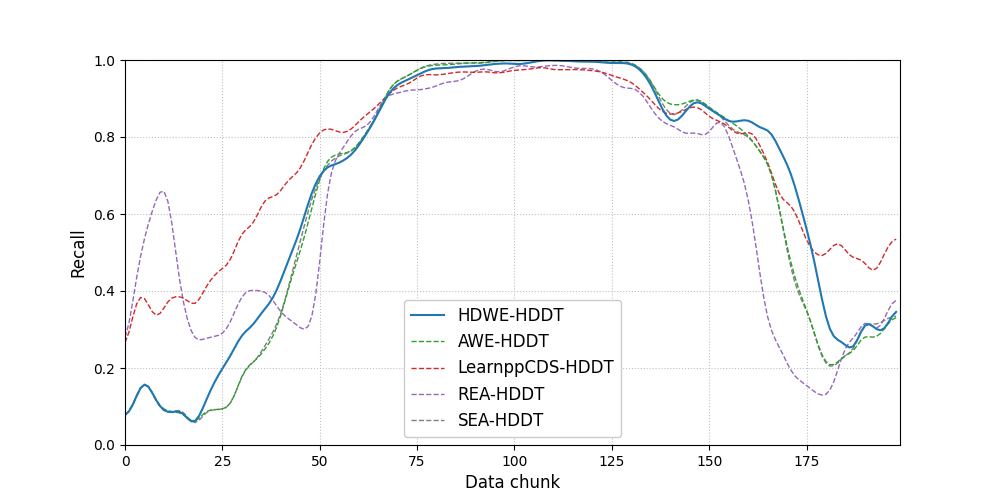 1.0
0.8
0.6
0.4
0.2
0.0
Recall
HDWE-HDDT
AWE-HDDT
LearnppCDS-HDDT
REA-HDDT
SEA-HDDT
0 25 50 75 100 125 150 175
Data chunk